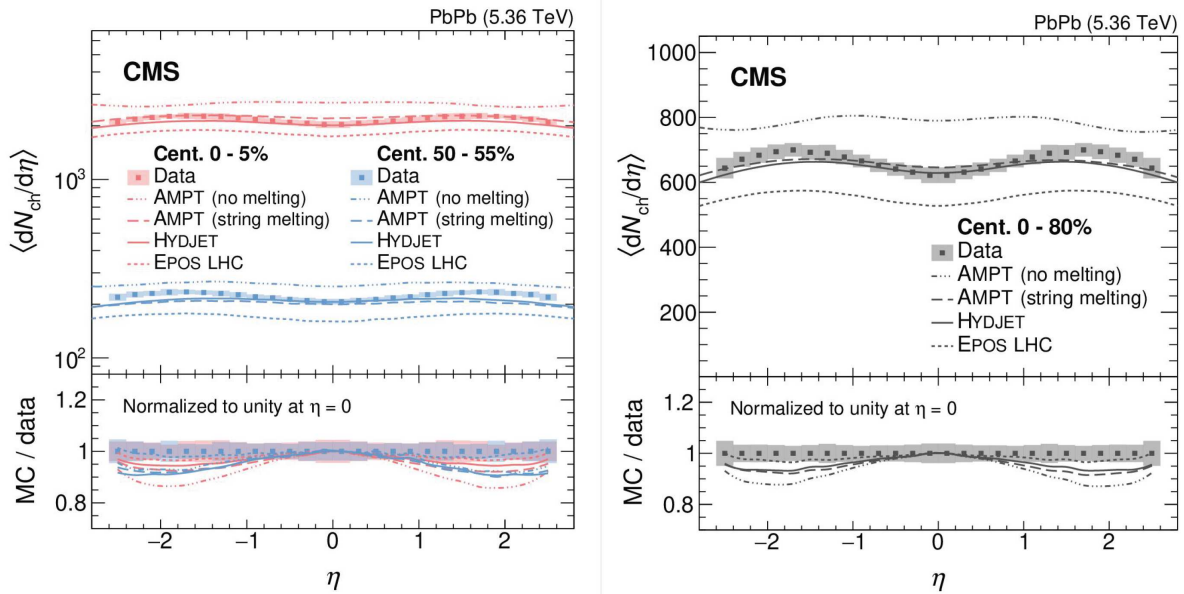 PbPb (5.36 TeV)
CMS
⟨dN_ch/dη⟩
10³
10²
Cent. 0 - 5%
Data
AMPT (no melting)
AMPT (string melting)
HYDJET
EPOS LHC
Cent. 50 - 55%
Data
AMPT (no melting)
AMPT (string melting)
HYDJET
EPOS LHC
MC / data
1.2
1
0.8
Normalized to unity at η = 0
−2 −1 0 1 2
η
PbPb (5.36 TeV)
CMS
⟨dN_ch/dη⟩
1000
800
600
400
200
Cent. 0 - 80%
Data
AMPT (no melting)
AMPT (string melting)
HYDJET
EPOS LHC
MC / data
1.2
1
0.8
Normalized to unity at η = 0
−2 −1 0 1 2
η